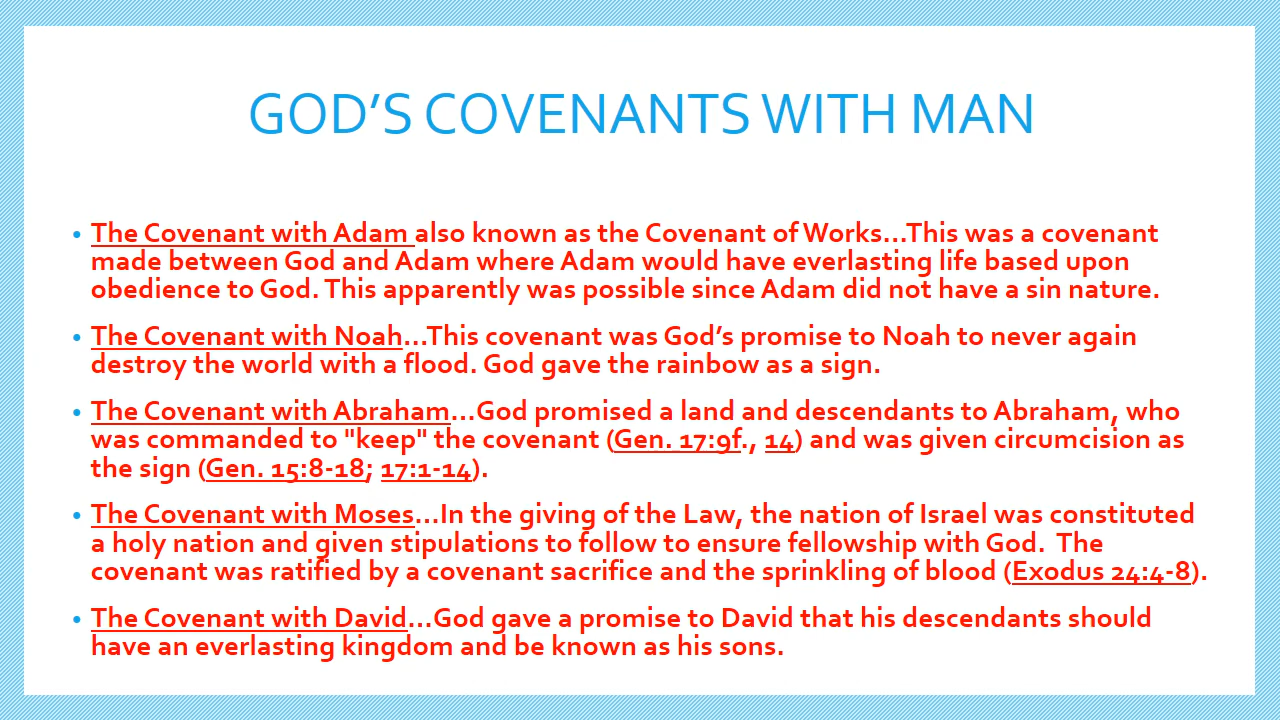 GOD’S COVENANTS WITH MAN
• The Covenant with Adam also known as the Covenant of Works…This was a covenant
made between God and Adam where Adam would have everlasting life based upon
obedience to God. This apparently was possible since Adam did not have a sin nature.
• The Covenant with Noah…This covenant was God’s promise to Noah to never again
destroy the world with a flood. God gave the rainbow as a sign.
• The Covenant with Abraham…God promised a land and descendants to Abraham, who
was commanded to "keep" the covenant (Gen. 17:9f., 14) and was given circumcision as
the sign (Gen. 15:8-18; 17:1-14).
• The Covenant with Moses…In the giving of the Law, the nation of Israel was constituted
a holy nation and given stipulations to follow to ensure fellowship with God.  The
covenant was ratified by a covenant sacrifice and the sprinkling of blood (Exodus 24:4-8).
• The Covenant with David…God gave a promise to David that his descendants should
have an everlasting kingdom and be known as his sons.